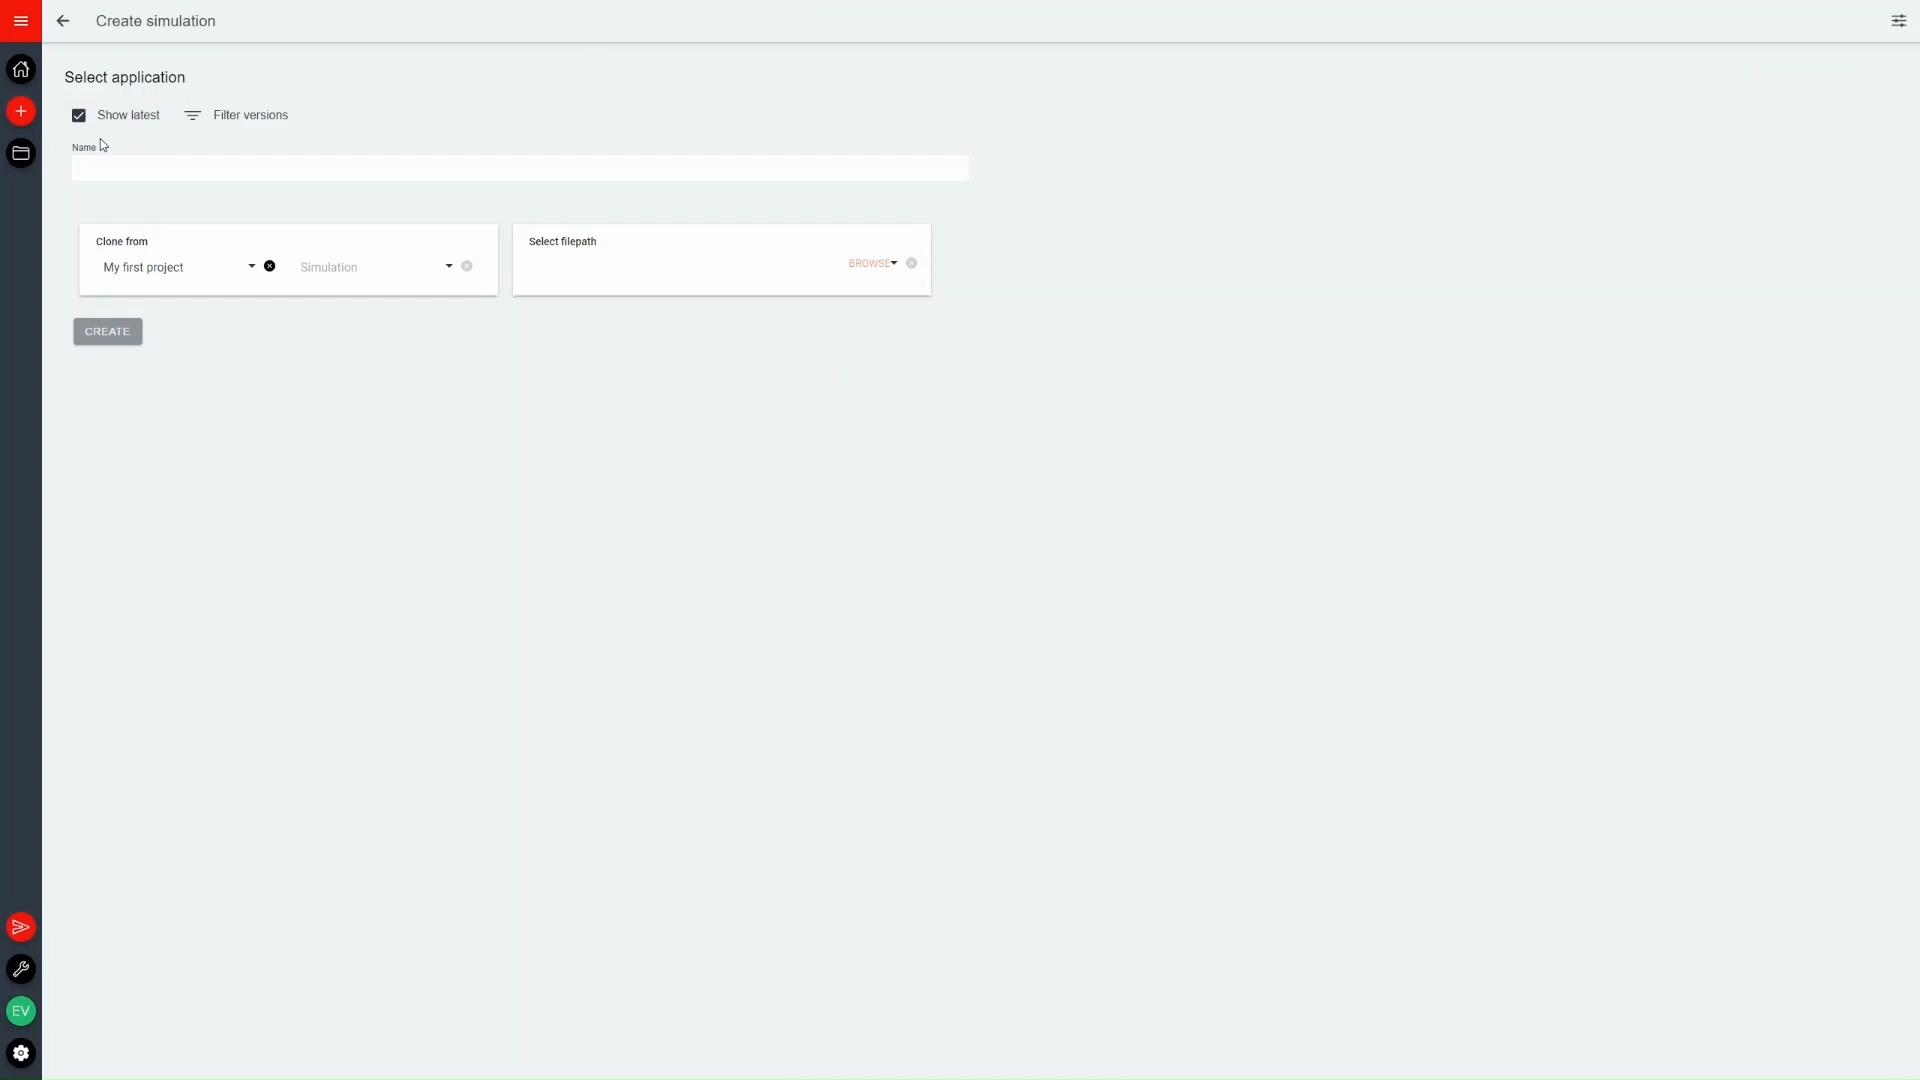 Create simulation
Select application
Show latest
Filter versions
Name
Clone from
My first project
Simulation
Select filepath
BROWSE
CREATE
EV